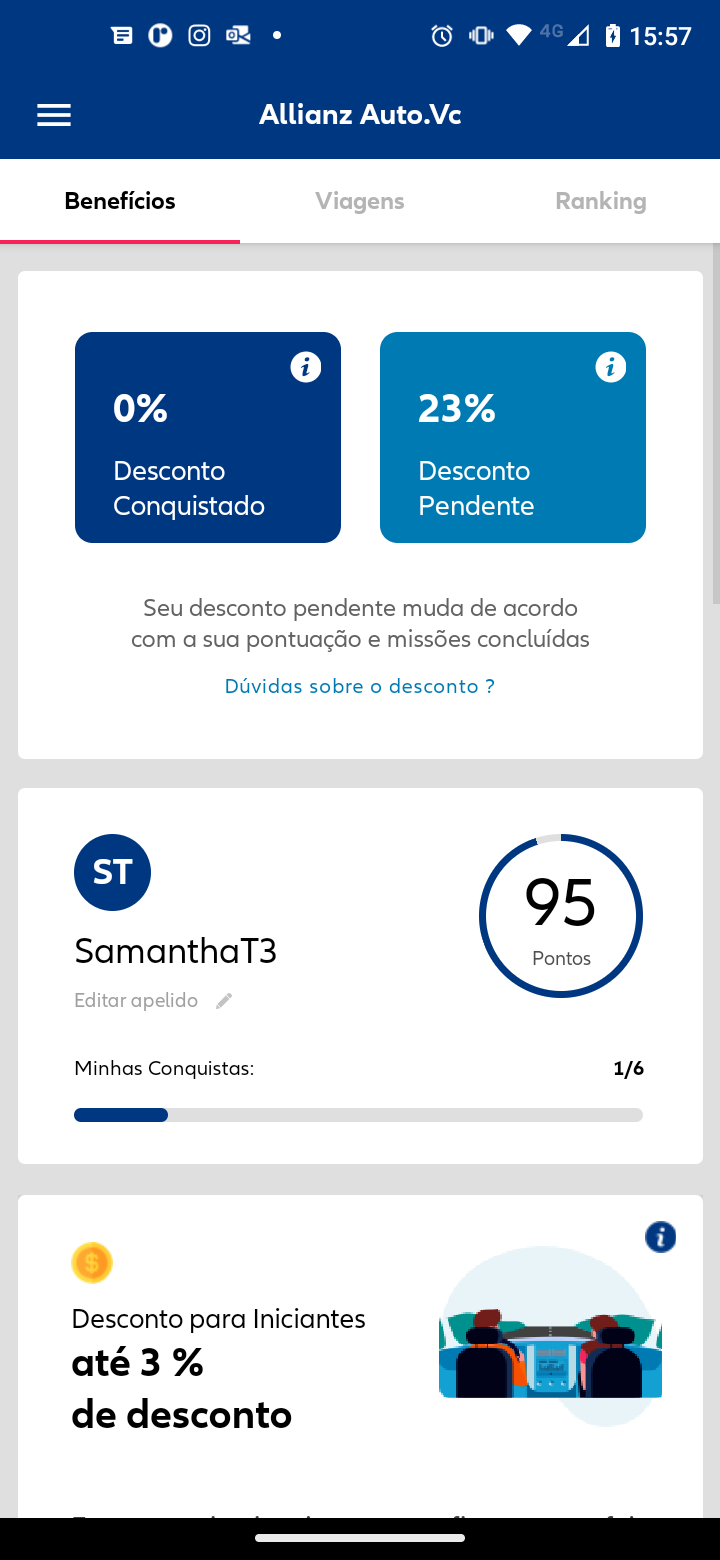 4G 15:57
Allianz Auto.Vc
Benefícios Viagens Ranking
0%
Desconto
Conquistado
23%
Desconto
Pendente
Seu desconto pendente muda de acordo
com a sua pontuação e missões concluídas
Dúvidas sobre o desconto ?
ST
SamanthaT3
Editar apelido
95
Pontos
Minhas Conquistas: 1/6
Desconto para Iniciantes
até 3 %
de desconto